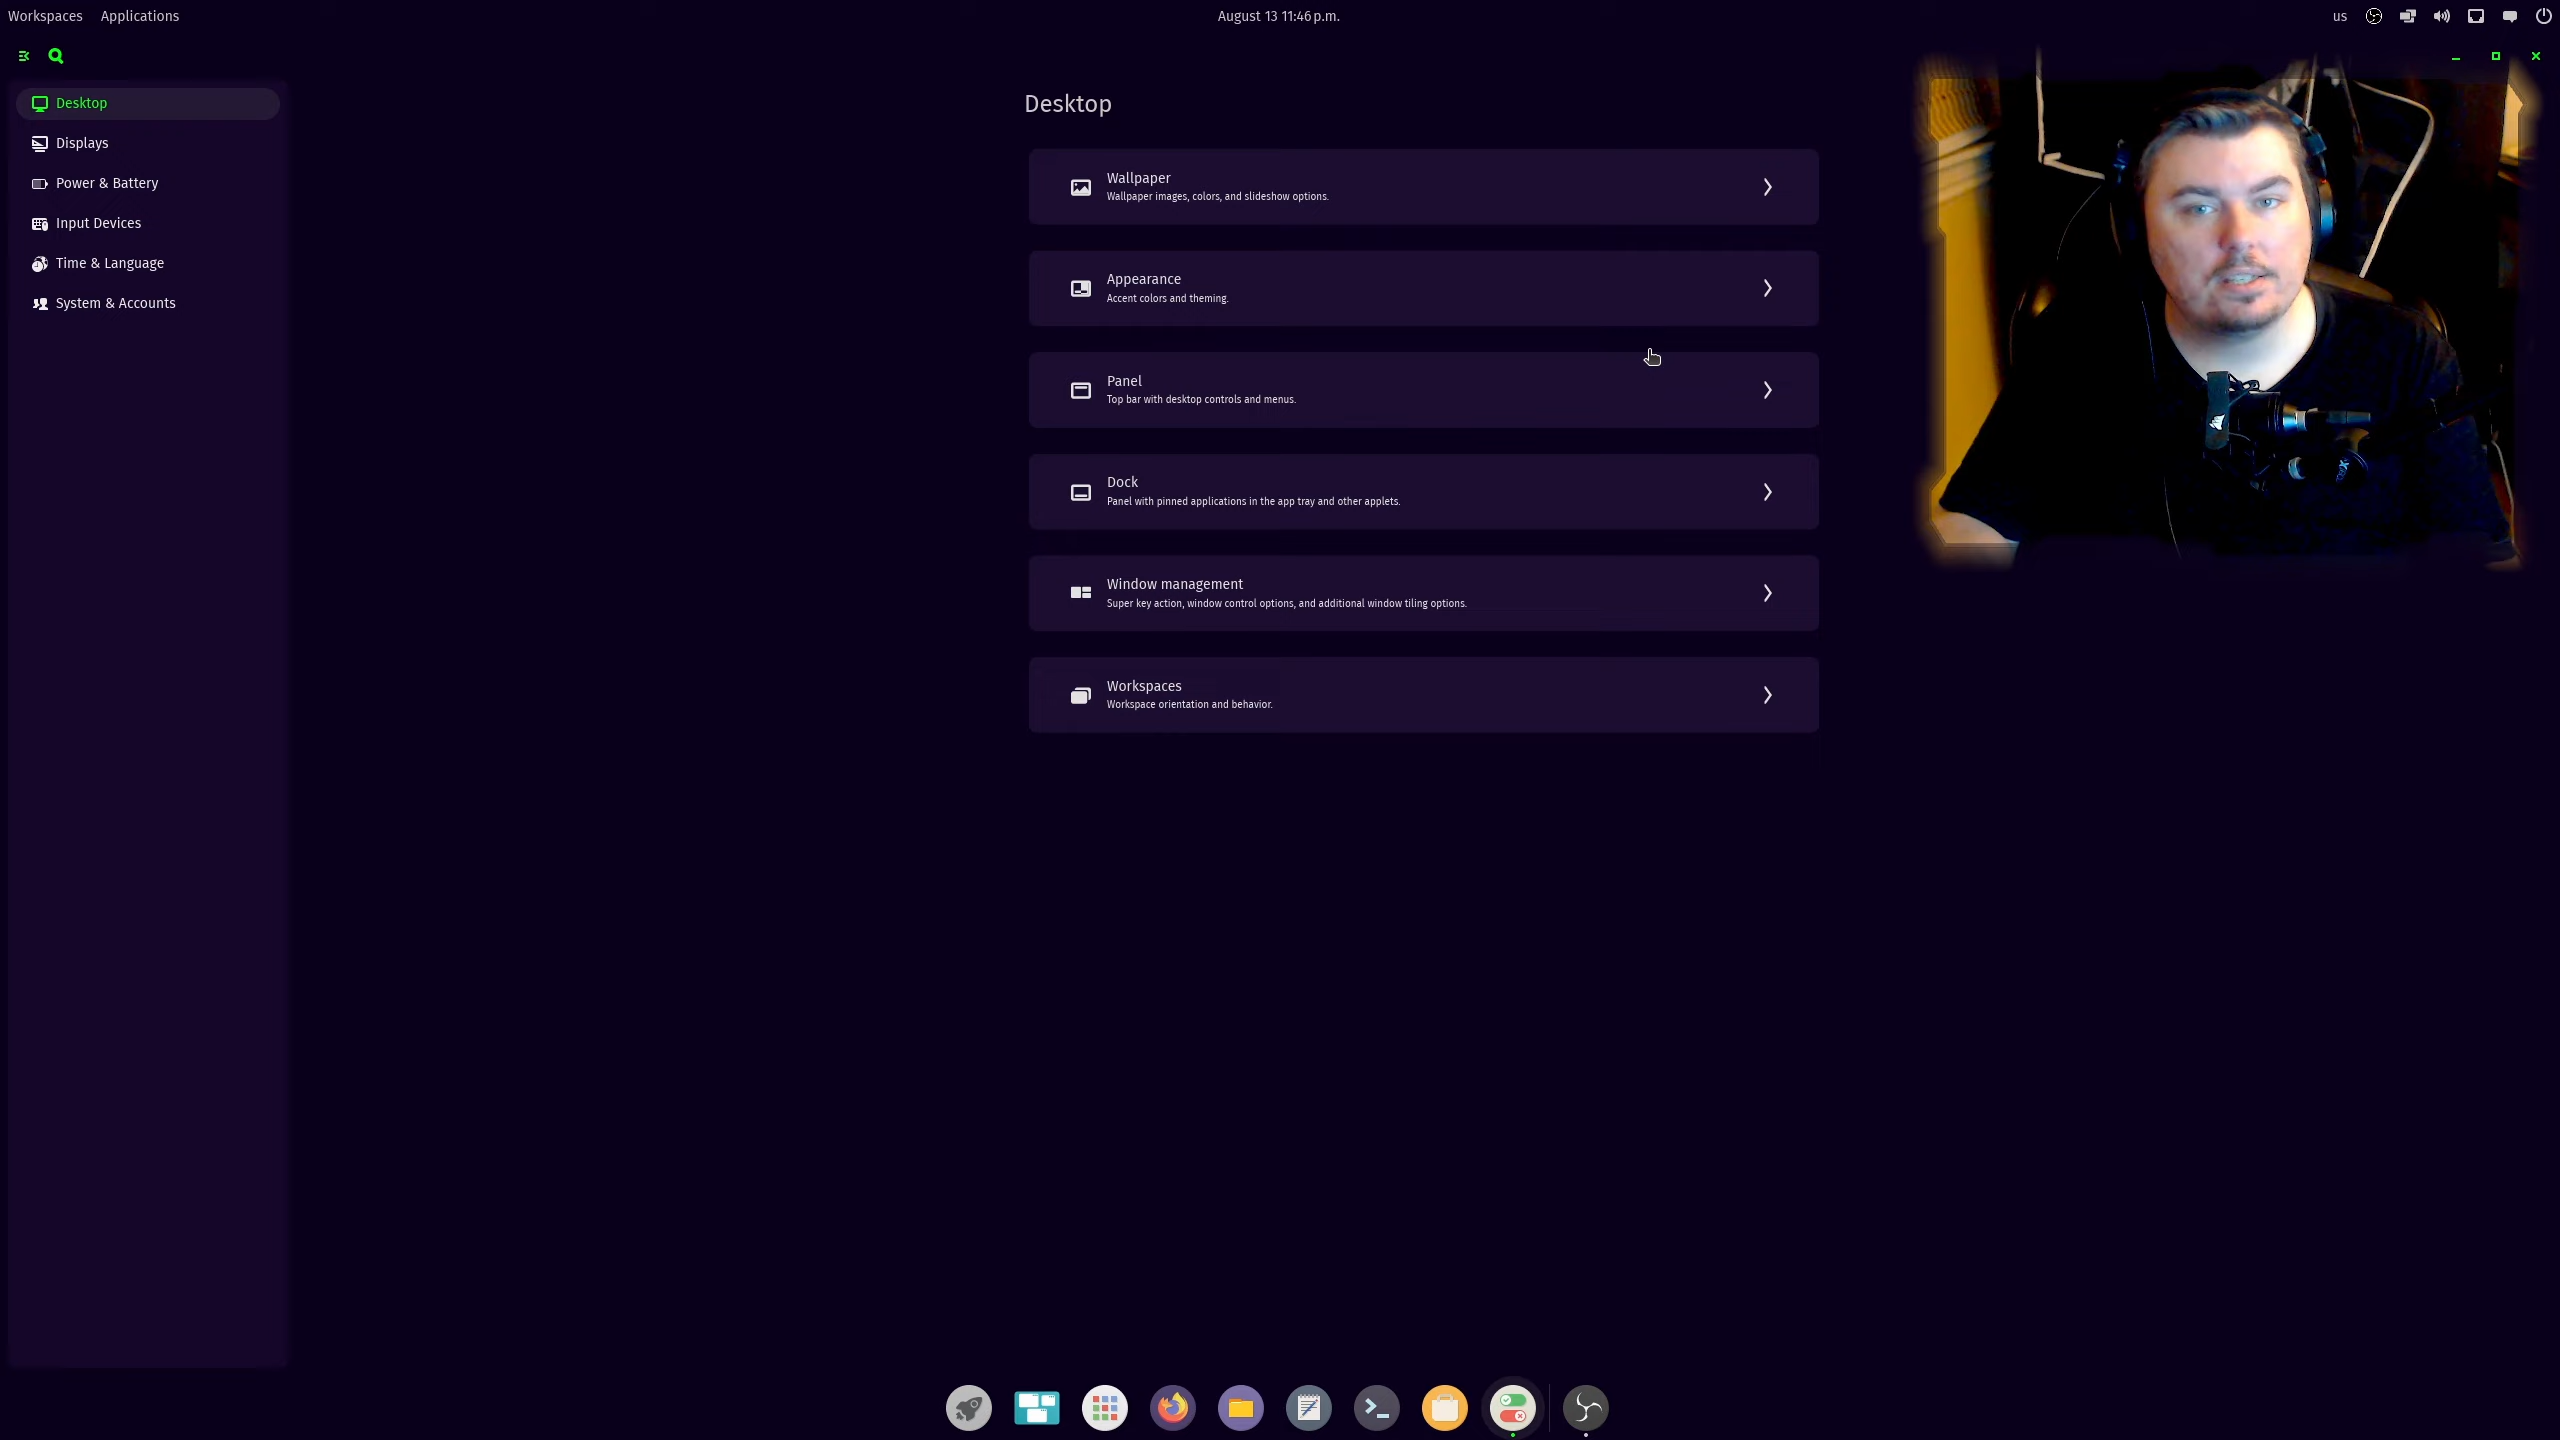 Workspaces Applications August 13 11:46 p.m. us
Desktop
Displays
Power & Battery
Input Devices
Time & Language
System & Accounts
Desktop
Wallpaper
Wallpaper images, colors, and slideshow options.
Appearance
Accent colors and theming.
Panel
Top bar with desktop controls and menus.
Dock
Panel with pinned applications in the app tray and other applets.
Window management
Super key action, window control options, and additional window tiling options.
Workspaces
Workspace orientation and behavior.